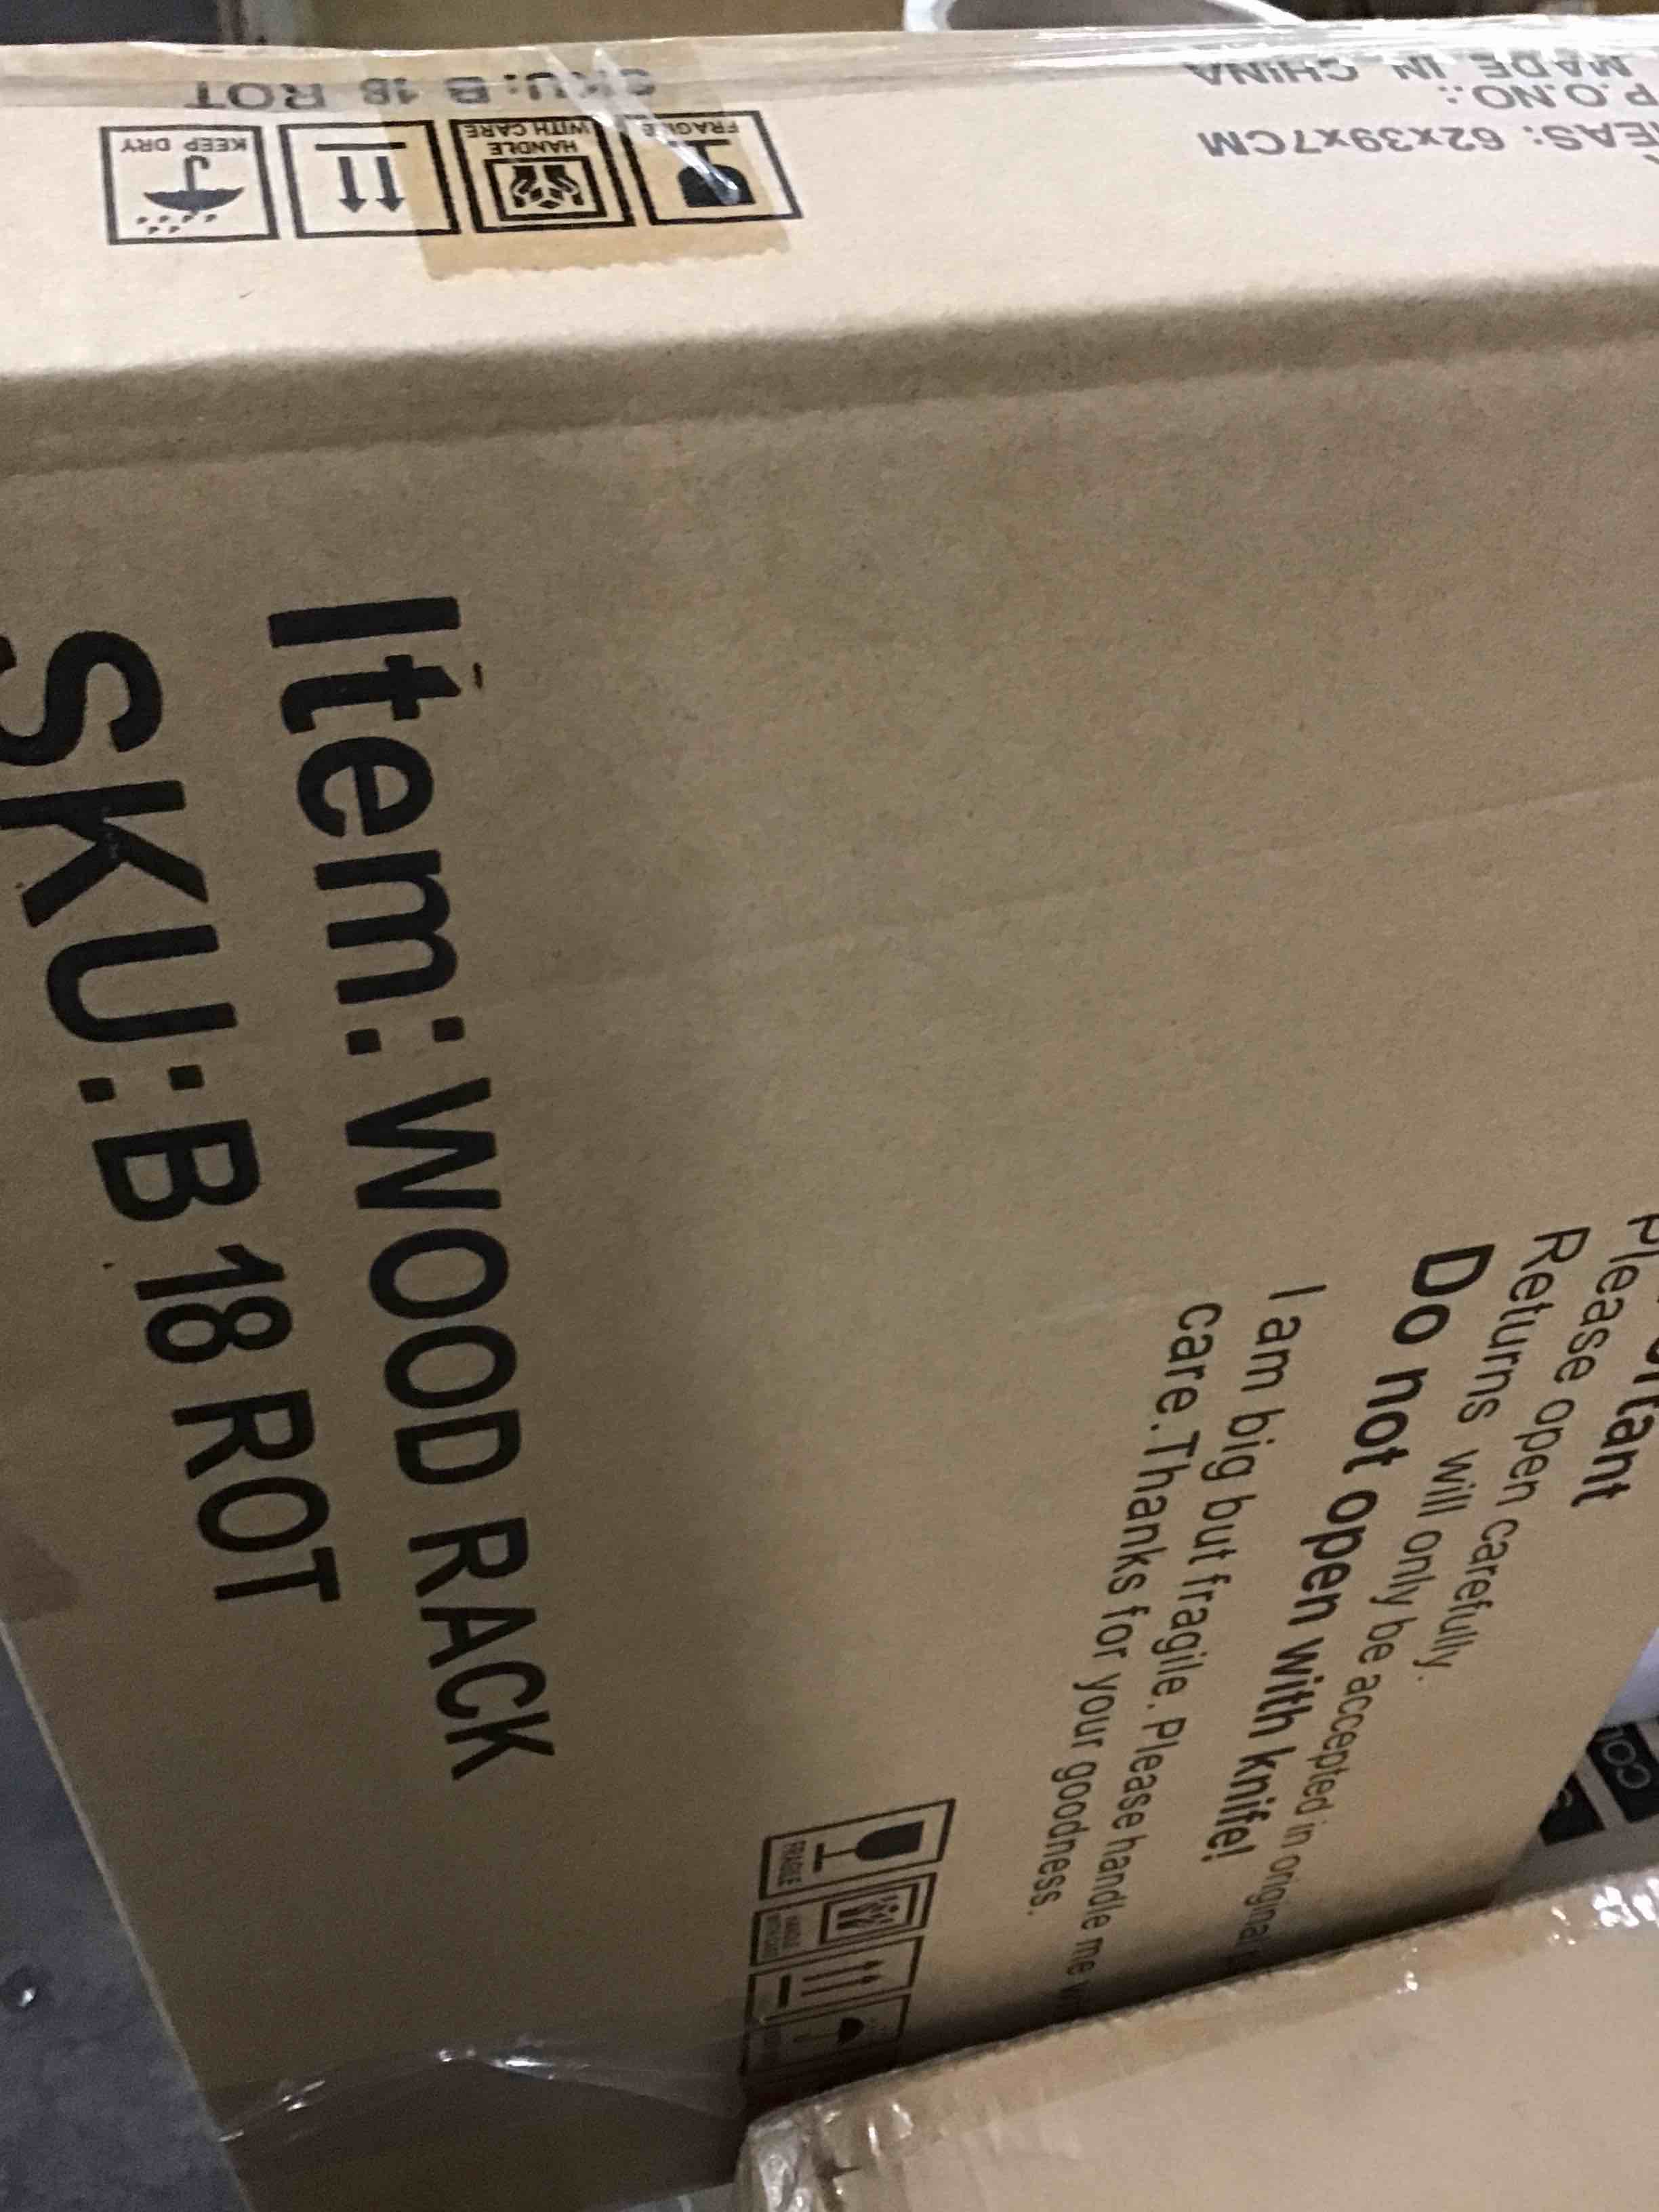 Item: WOOD RACK
SKU: B 18 ROT
Please open carefully.
Returns will only be accepted in original
Do not open with knife!
I am big but fragile. Please handle me
care. Thanks for your goodness.
FRAGILE
SKU: B 18 ROT
FRAGILE
HANDLE
WITH CARE
KEEP DRY
EAS: 62x39x7CM
P.O.NO.:
MADE IN CHINA